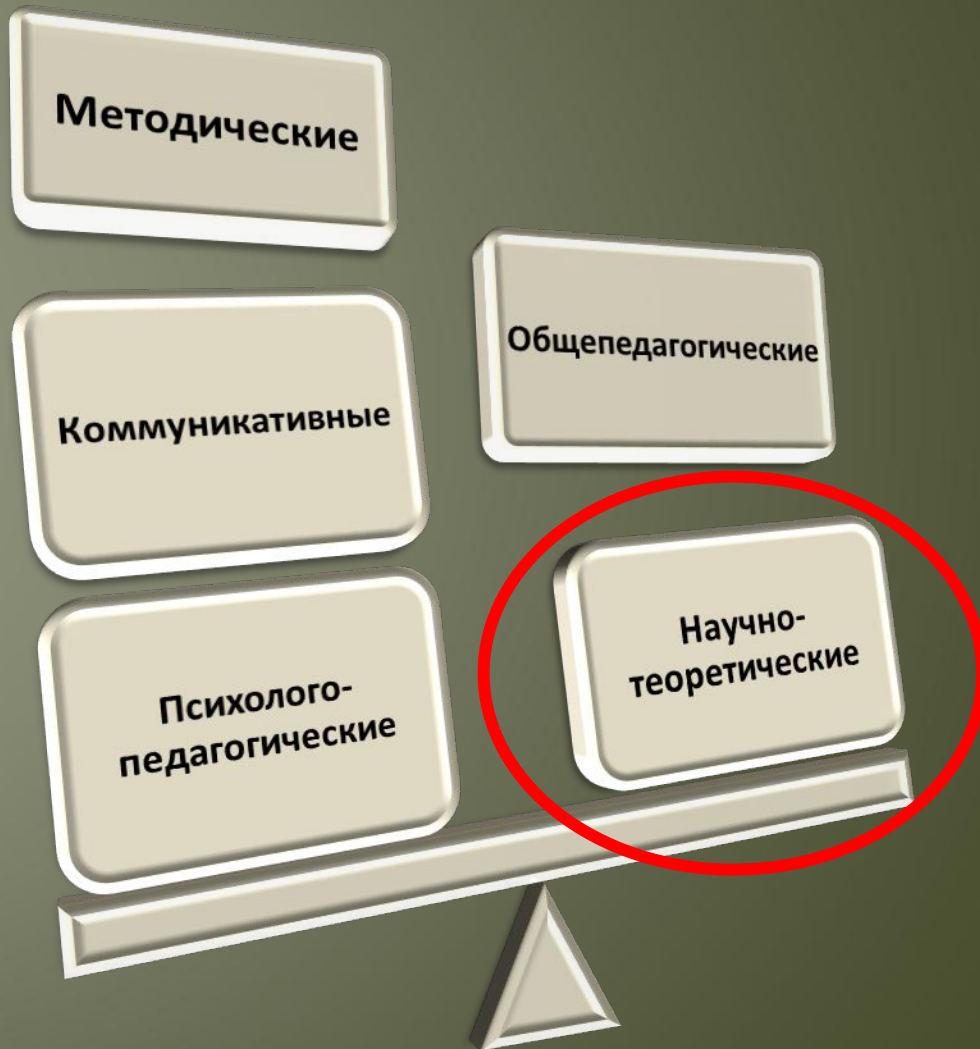 Методические
Общепедагогические
Коммуникативные
Научно-
теоретические
Психолого-
педагогические